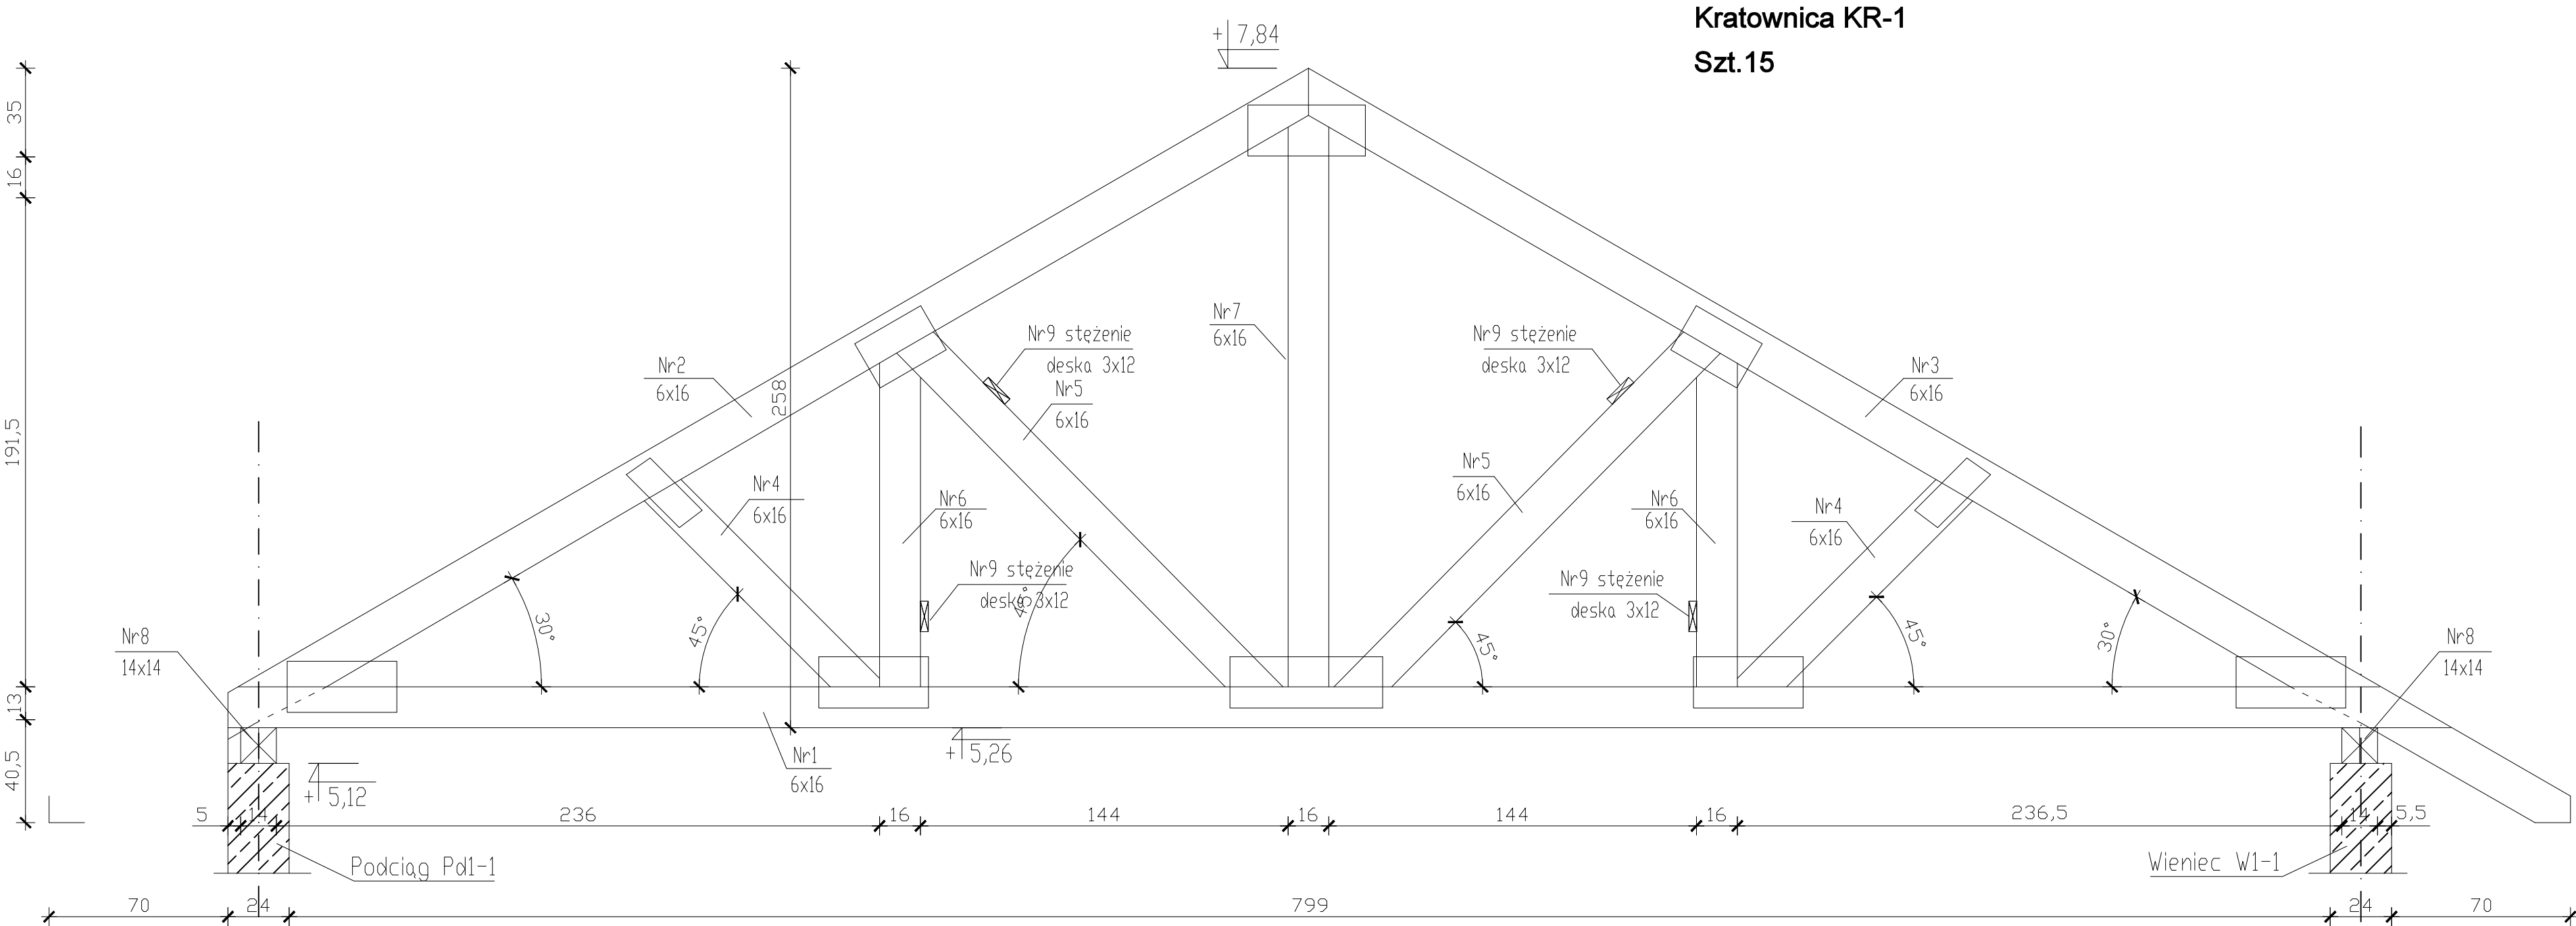 Kratownica KR-1
Szt.15
+ 7,84
35
16
191,5
13
40,5
258
Nr2
6x16
Nr9 stężenie
deska 3x12
Nr5
6x16
Nr7
6x16
Nr9 stężenie
deska 3x12
Nr3
6x16
Nr4
6x16
Nr6
6x16
Nr5
6x16
Nr6
6x16
Nr4
6x16
Nr9 stężenie
deska 3x12
Nr9 stężenie
deska 3x12
30°
45°
45°
45°
45°
30°
Nr8
14x14
Nr8
14x14
Nr1
6x16
+ 5,26
+ 5,12
5
14
236
16
144
16
144
16
236,5
14
5,5
Podciąg Pd1-1
Wieniec W1-1
70
24
799
24
70